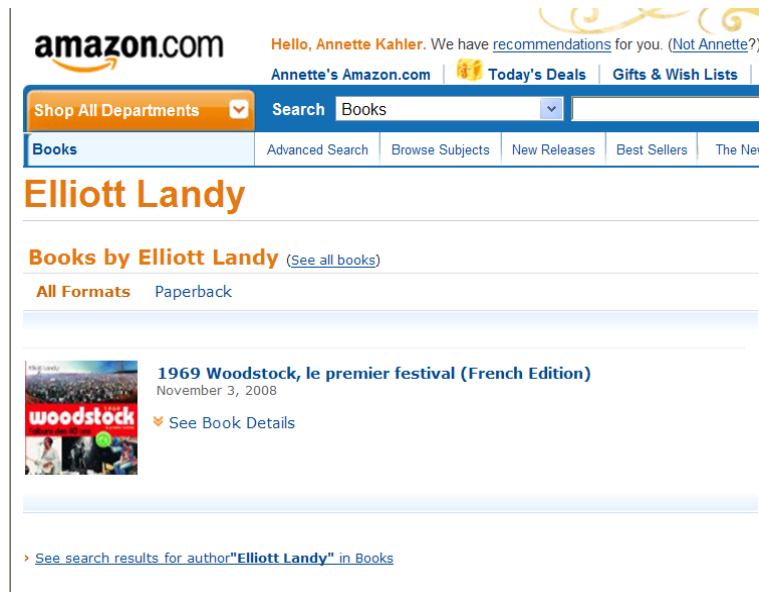 amazon.com
Hello, Annette Kahler. We have recommendations for you. (Not Annette?)
Annette's Amazon.com Today's Deals Gifts & Wish Lists
Shop All Departments Search Books
Books Advanced Search Browse Subjects New Releases Best Sellers The
Elliott Landy
Books by Elliott Landy (See all books)
All Formats Paperback
1969 Woodstock, le premier festival (French Edition)
November 3, 2008
See Book Details
woodstock
See search results for author"Elliott Landy" in Books